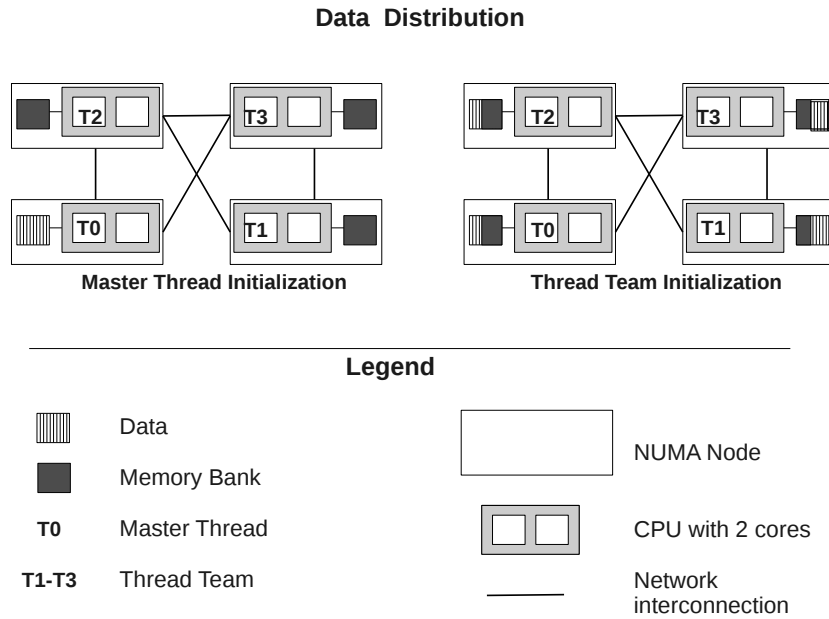 Data Distribution
T2 T3 T2 T3
T0 T1 T0 T1
Master Thread Initialization Thread Team Initialization
Legend
Data
NUMA Node
Memory Bank
T0 Master Thread
CPU with 2 cores
T1-T3 Thread Team
Network
interconnection